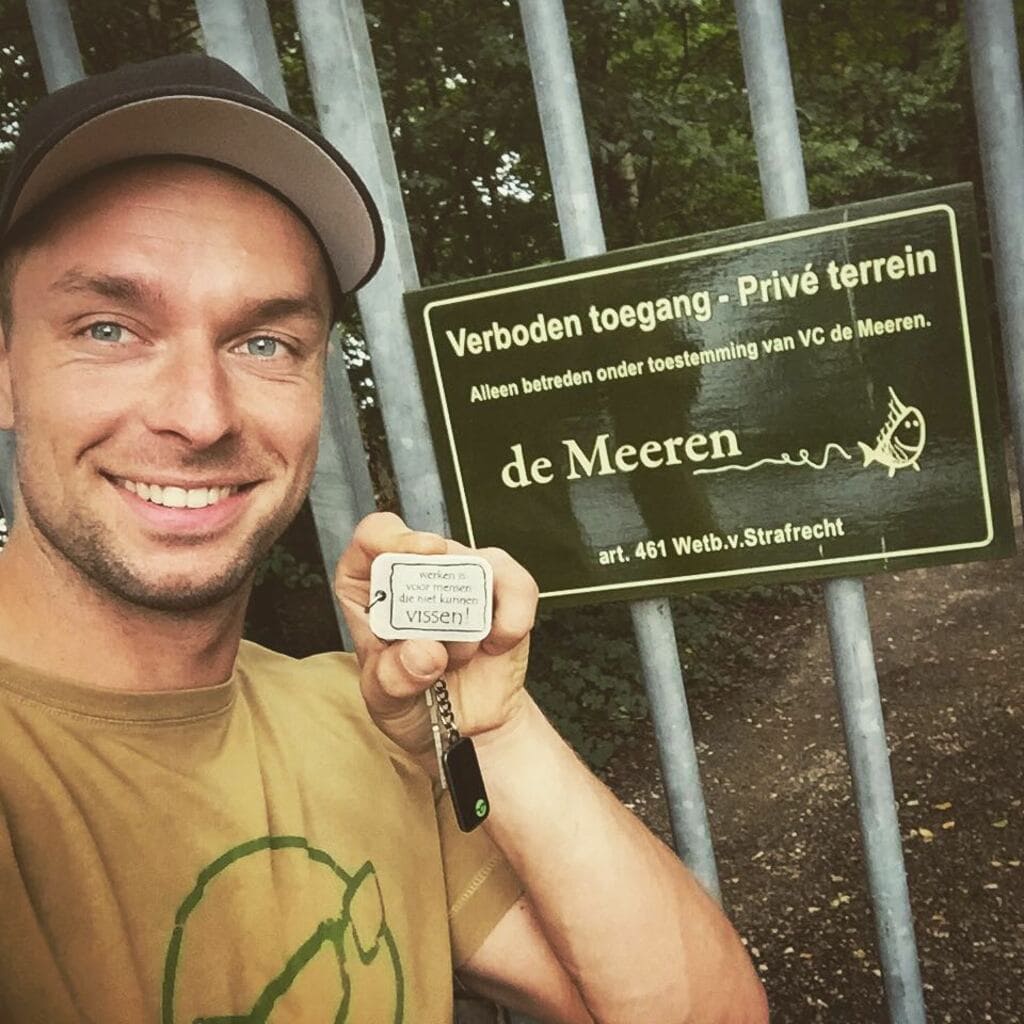 Verboden toegang - Privé terrein
Alleen betreden onder toestemming van VC de Meeren.
de Meeren
art. 461 Wetb.v.Strafrecht
werken is
voor mensen
die niet kunnen
vissen!